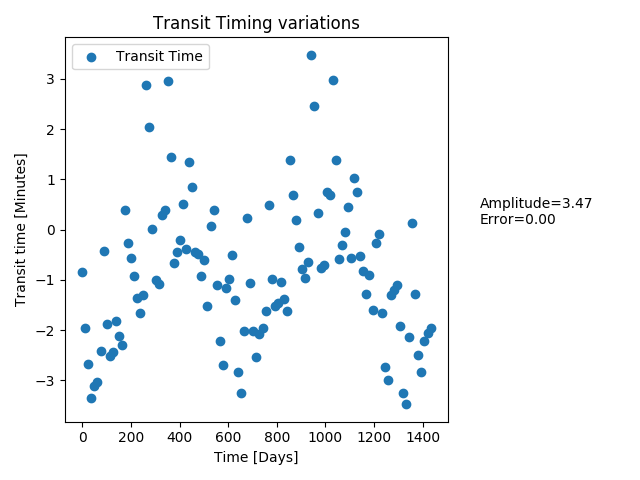 Transit Timing variations
Transit Time
3
2
1
0
−1
−2
−3
Transit time [Minutes]
0 200 400 600 800 1000 1200 1400
Time [Days]
Amplitude=3.47
Error=0.00